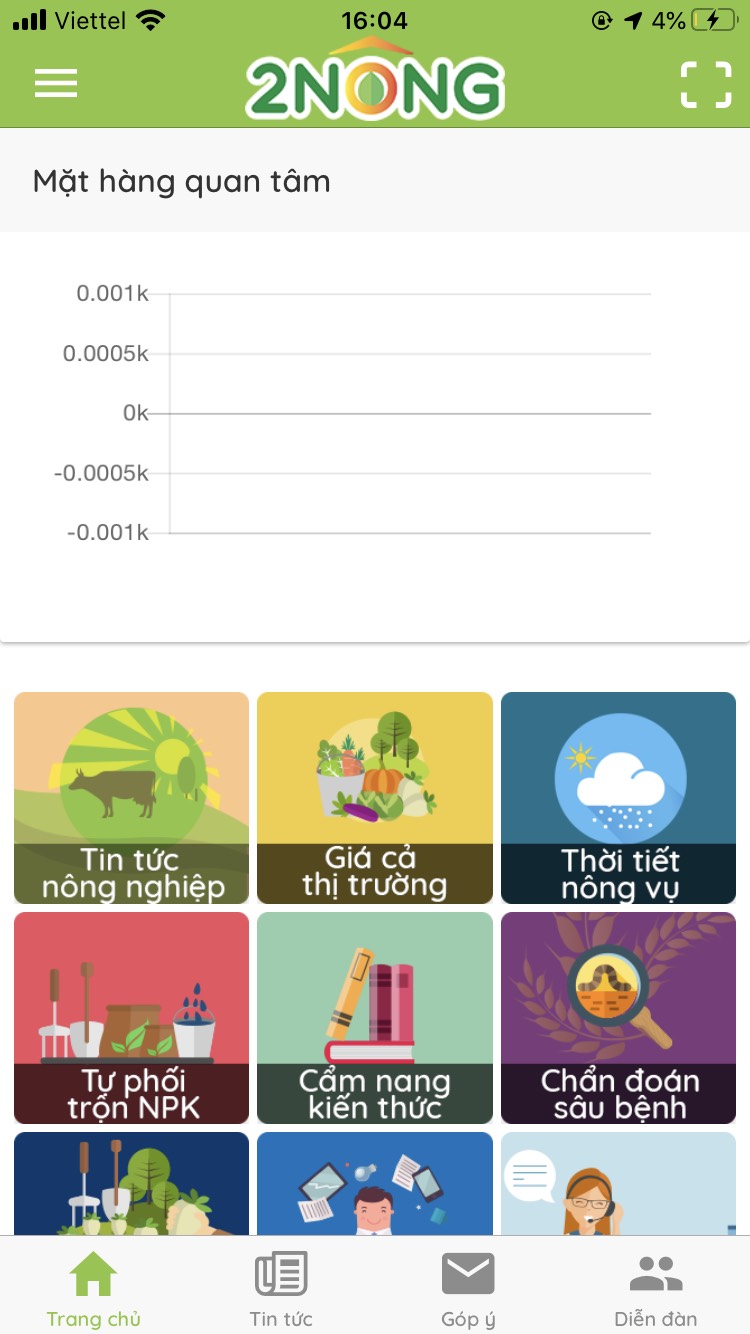 Viettel 16:04 4%
2NONG
Mặt hàng quan tâm
0.001k
0.0005k
0k
-0.0005k
-0.001k
Tin tức
nông nghiệp
Giá cả
thị trường
Thời tiết
nông vụ
Tự phối
trộn NPK
Cẩm nang
kiến thức
Chẩn đoán
sâu bệnh
Trang chủ
Tin tức
Góp ý
Diễn đàn